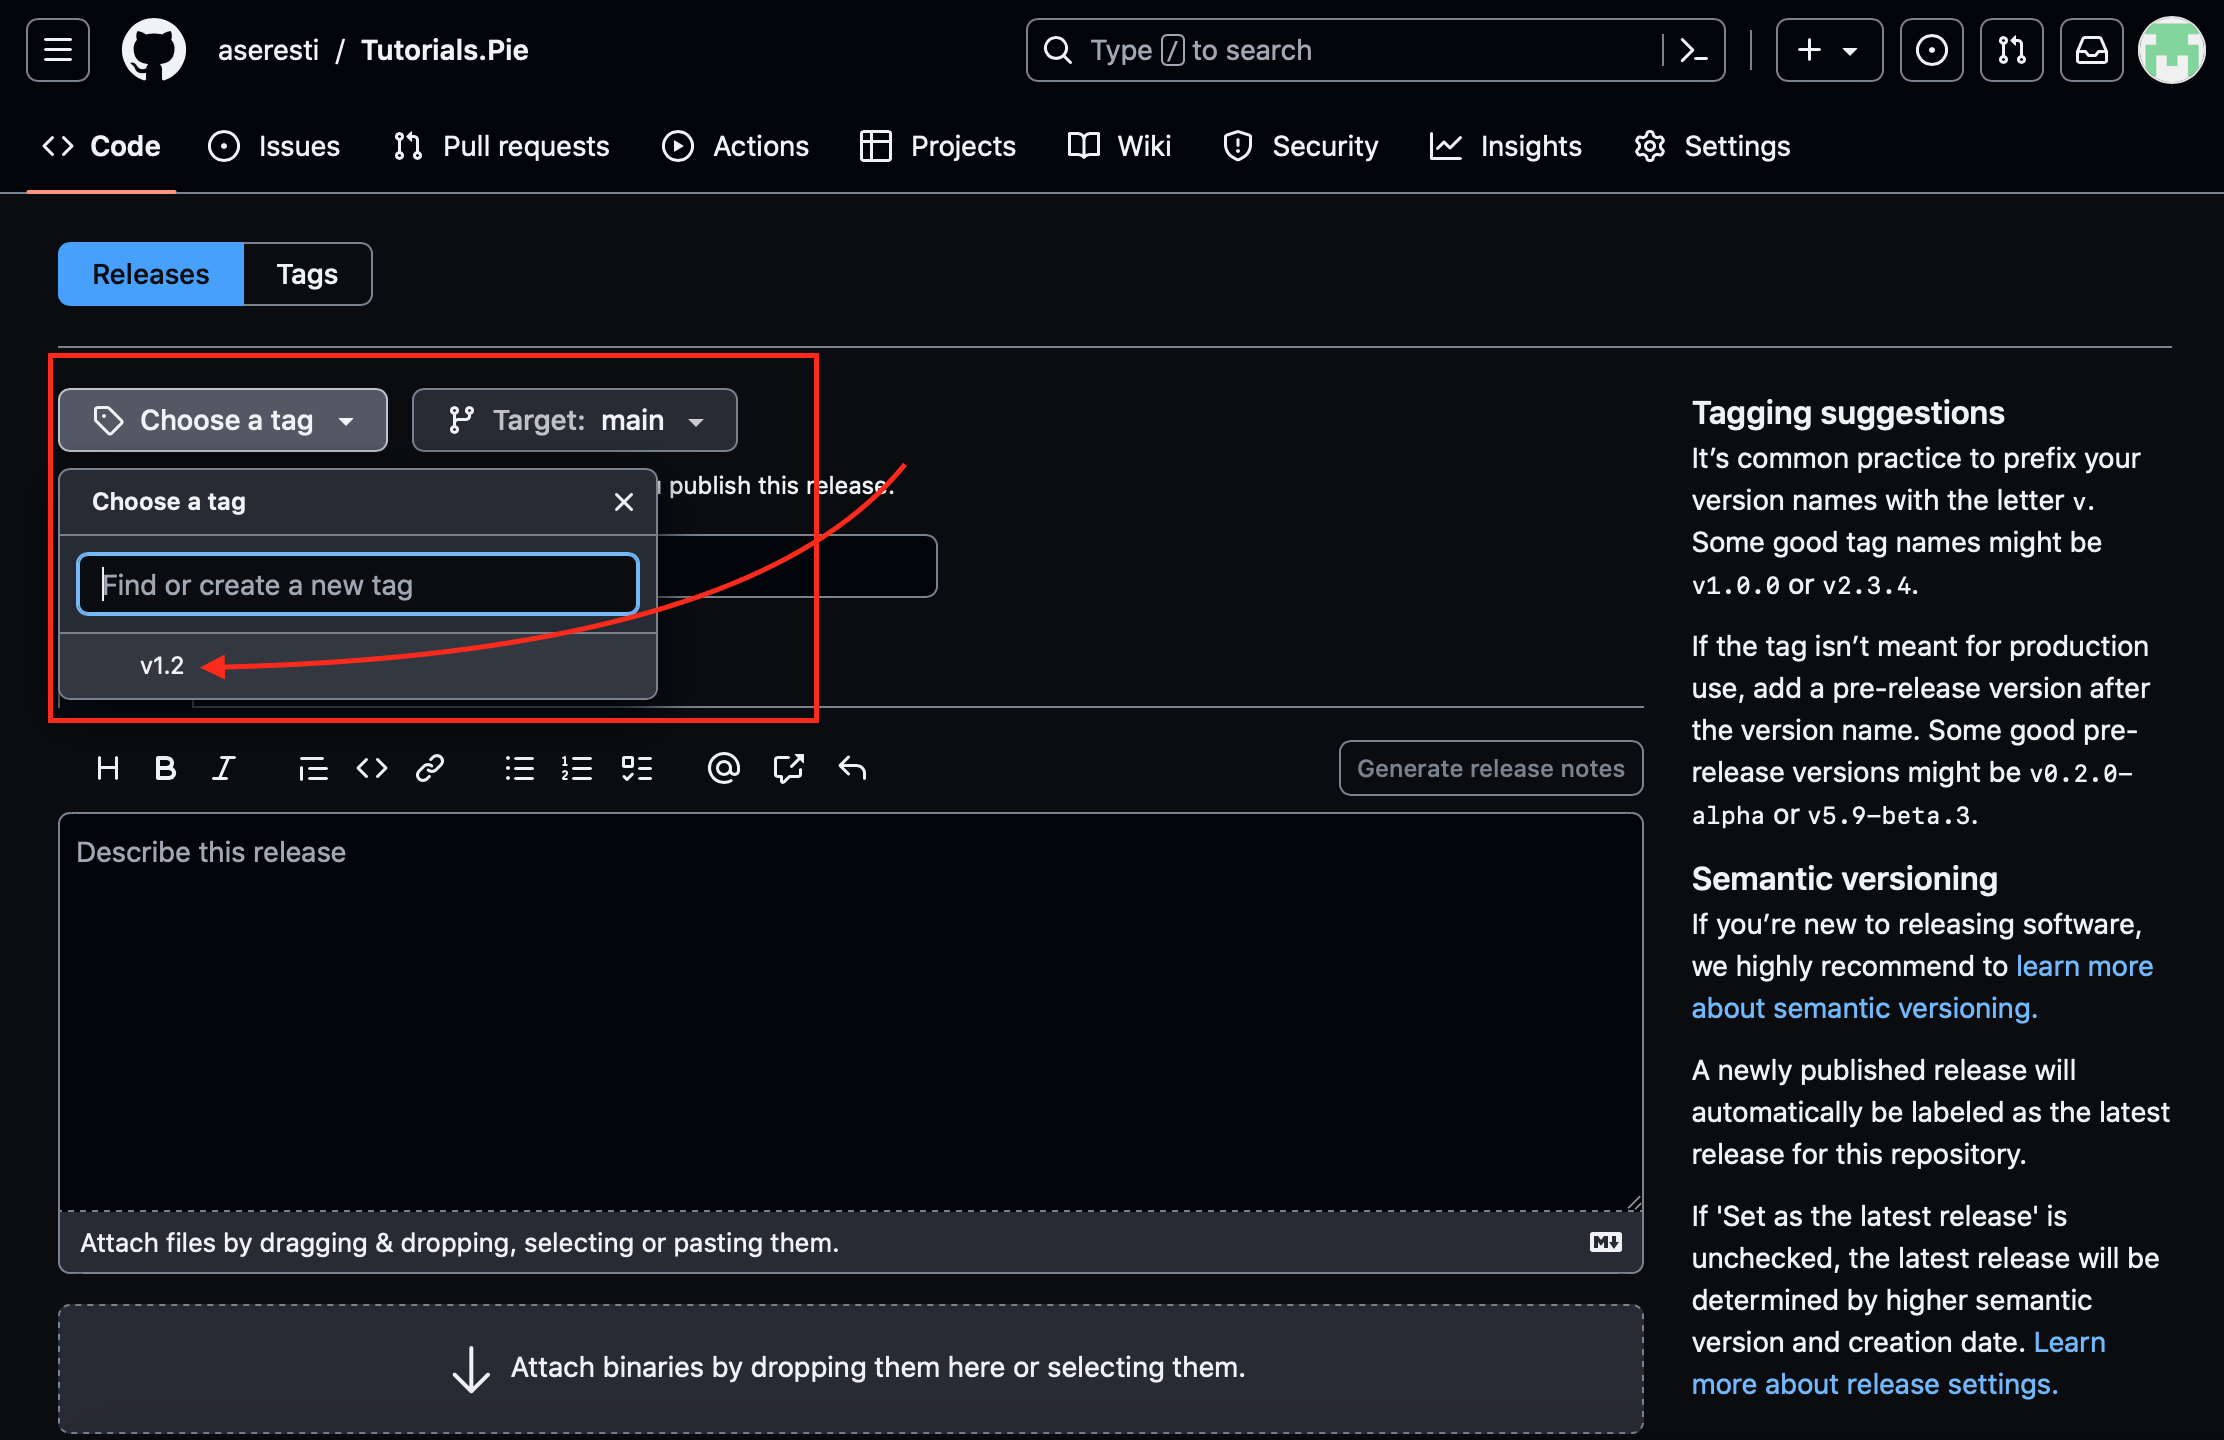 aseresti / Tutorials.Pie
Type / to search
Code Issues Pull requests Actions Projects Wiki Security Insights Settings
Releases Tags
Choose a tag Target: main
publish this release.
Choose a tag
Find or create a new tag
v1.2
H B I
Generate release notes
Describe this release
Attach files by dragging & dropping, selecting or pasting them.
Attach binaries by dropping them here or selecting them.
Tagging suggestions
It’s common practice to prefix your
version names with the letter v.
Some good tag names might be
v1.0.0 or v2.3.4.
If the tag isn’t meant for production
use, add a pre-release version after
the version name. Some good pre-
release versions might be v0.2.0-
alpha or v5.9-beta.3.
Semantic versioning
If you’re new to releasing software,
we highly recommend to learn more
about semantic versioning.
A newly published release will
automatically be labeled as the latest
release for this repository.
If 'Set as the latest release' is
unchecked, the latest release will be
determined by higher semantic
version and creation date. Learn
more about release settings.